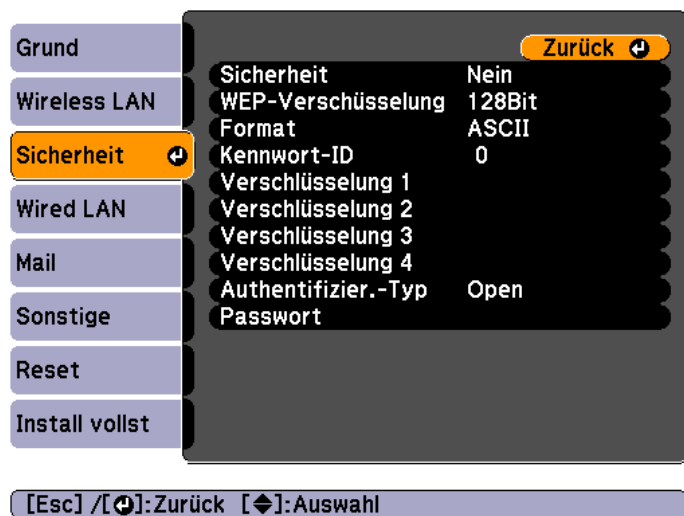 Grund
Wireless LAN
Sicherheit
Wired LAN
Mail
Sonstige
Reset
Install vollst
Zurück
Sicherheit Nein
WEP-Verschüsselung 128Bit
Format ASCII
Kennwort-ID 0
Verschlüsselung 1
Verschlüsselung 2
Verschlüsselung 3
Verschlüsselung 4
Authentifizier.-Typ Open
Passwort
[Esc] /[⏎]:Zurück [◆]:Auswahl